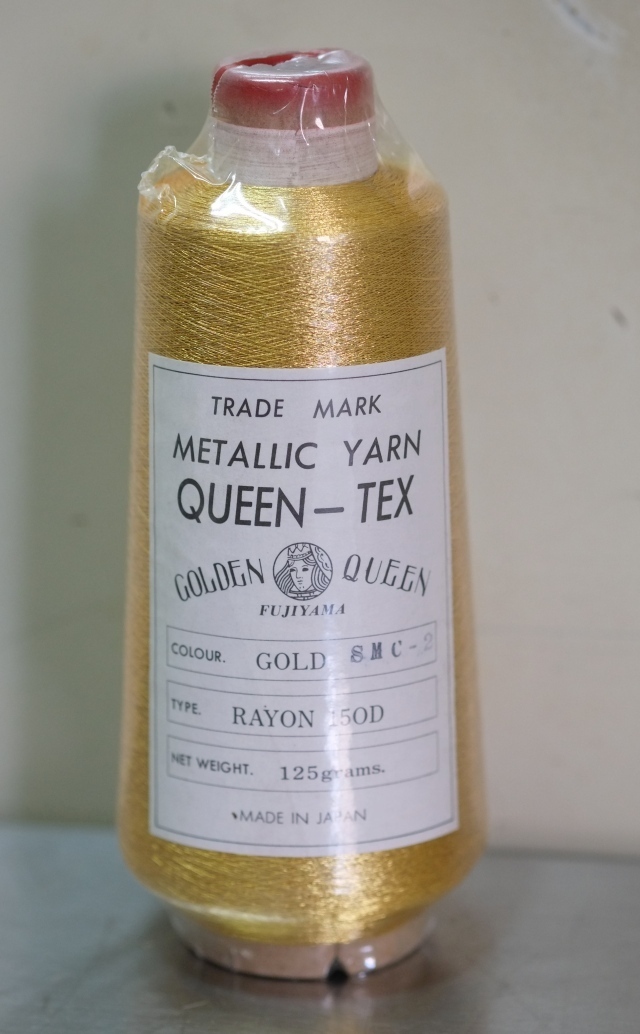 TRADE MARK
METALLIC YARN
QUEEN-TEX
GOLDEN QUEEN
FUJIYAMA
COLOUR. GOLD SMC-2
TYPE. RAYON 150D
NET WEIGHT. 125grams.
MADE IN JAPAN